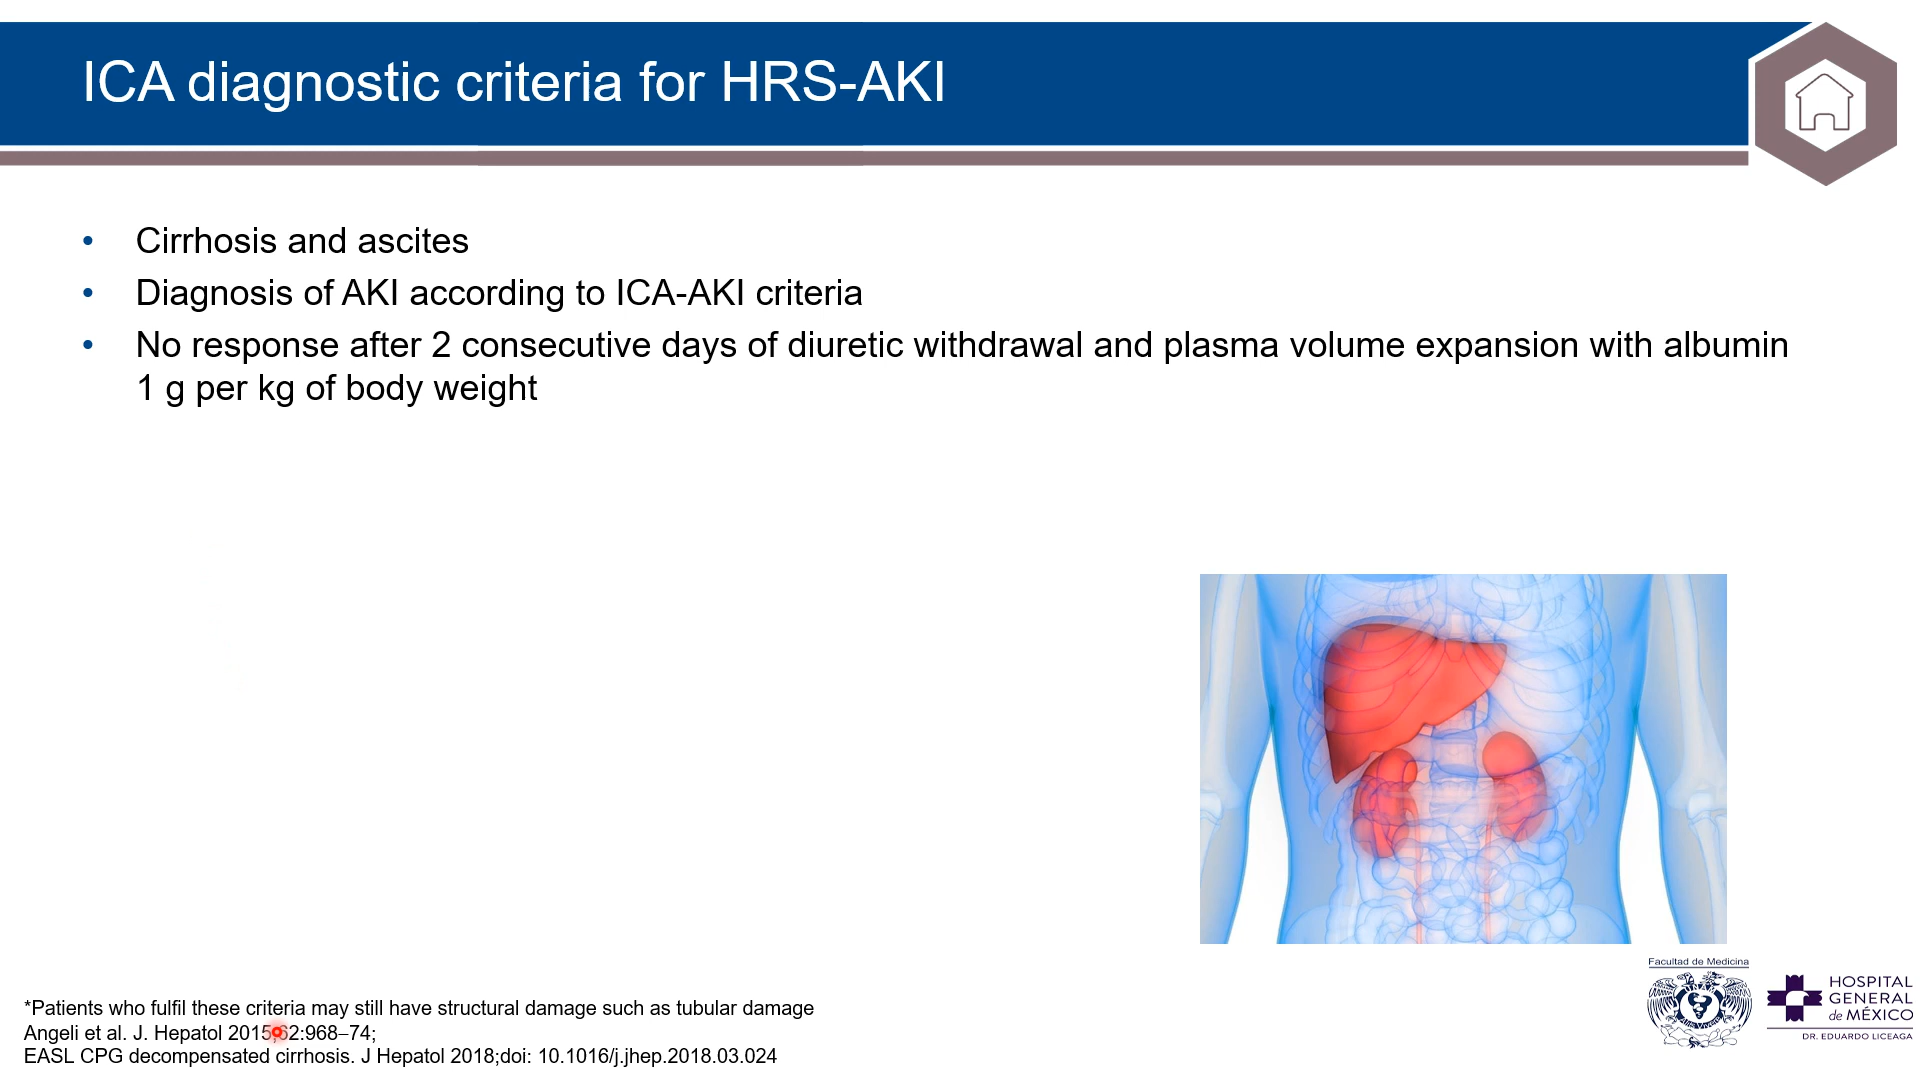 ICA diagnostic criteria for HRS-AKI
• Cirrhosis and ascites
• Diagnosis of AKI according to ICA-AKI criteria
• No response after 2 consecutive days of diuretic withdrawal and plasma volume expansion with albumin
1 g per kg of body weight
*Patients who fulfil these criteria may still have structural damage such as tubular damage
Angeli et al. J. Hepatol 2015;62:968–74;
EASL CPG decompensated cirrhosis. J Hepatol 2018;doi: 10.1016/j.jhep.2018.03.024
Facultad de Medicina
HOSPITAL
GENERAL
de MÉXICO
DR. EDUARDO LICEAGA